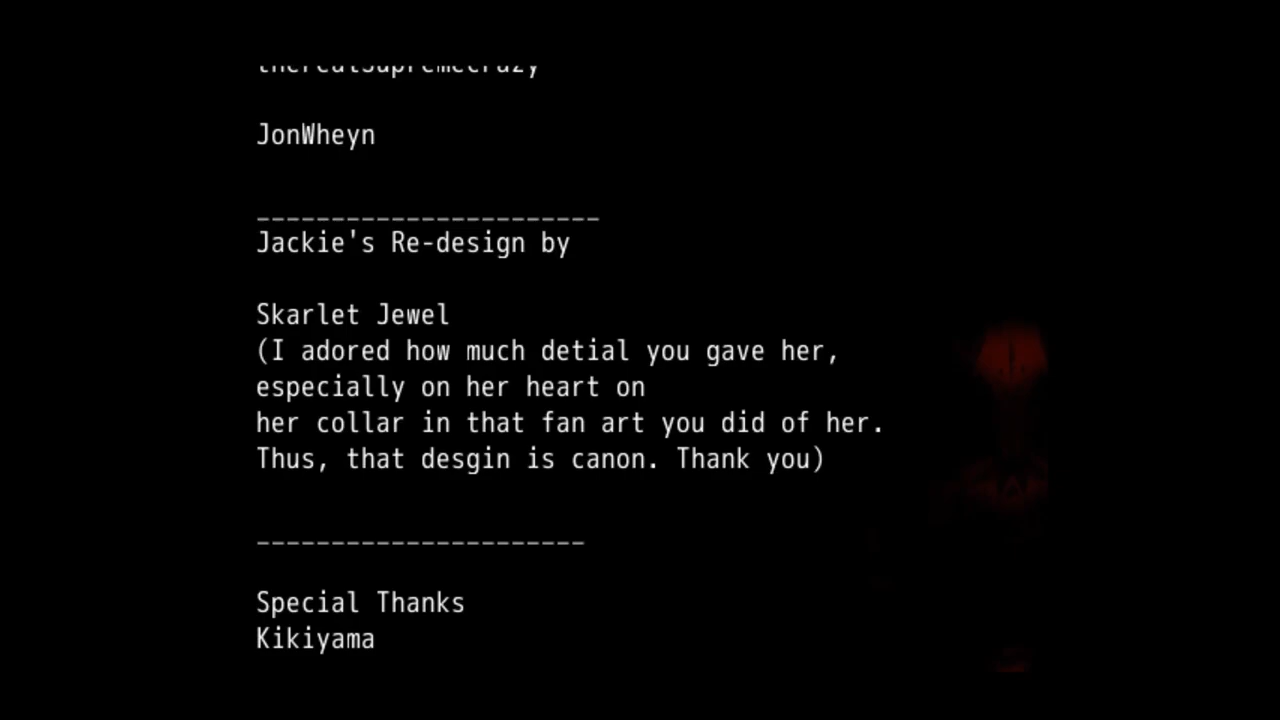 JonWheyn
_______________________
Jackie's Re-design by
Skarlet Jewel
(I adored how much detial you gave her,
especially on her heart on
her collar in that fan art you did of her.
Thus, that desgin is canon. Thank you)
______________________
Special Thanks
Kikiyama